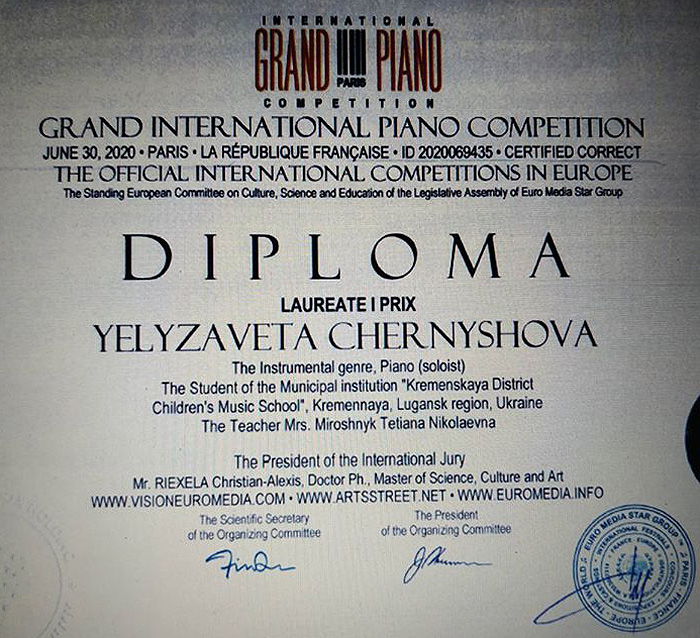 INTERNATIONAL
GRAND PIANO
PARIS
COMPETITION
GRAND INTERNATIONAL PIANO COMPETITION
JUNE 30, 2020 • PARIS • LA RÉPUBLIQUE FRANÇAISE • ID 2020069435 • CERTIFIED CORRECT
THE OFFICIAL INTERNATIONAL COMPETITIONS IN EUROPE
The Standing European Committee on Culture, Science and Education of the Legislative Assembly of Euro Media Star Group
DIPLOMA
LAUREATE I PRIX
YELYZAVETA CHERNYSHOVA
The Instrumental genre, Piano (soloist)
The Student of the Municipal institution "Kremenskaya District
Children's Music School", Kremennaya, Lugansk region, Ukraine
The Teacher Mrs. Miroshnyk Tetiana Nikolaevna
The President of the International Jury
Mr. RIEXELA Christian-Alexis, Doctor Ph., Master of Science, Culture and Art
WWW.VISIONEUROMEDIA.COM • WWW.ARTSSTREET.NET • WWW.EUROMEDIA.INFO
The Scientific Secretary
of the Organizing Committee
The President
of the Organizing Committee
EURO MEDIA STAR GROUP
PARIS - FRANCE - EUROPE - THE WORLD
INTERNATIONAL FESTIVALS